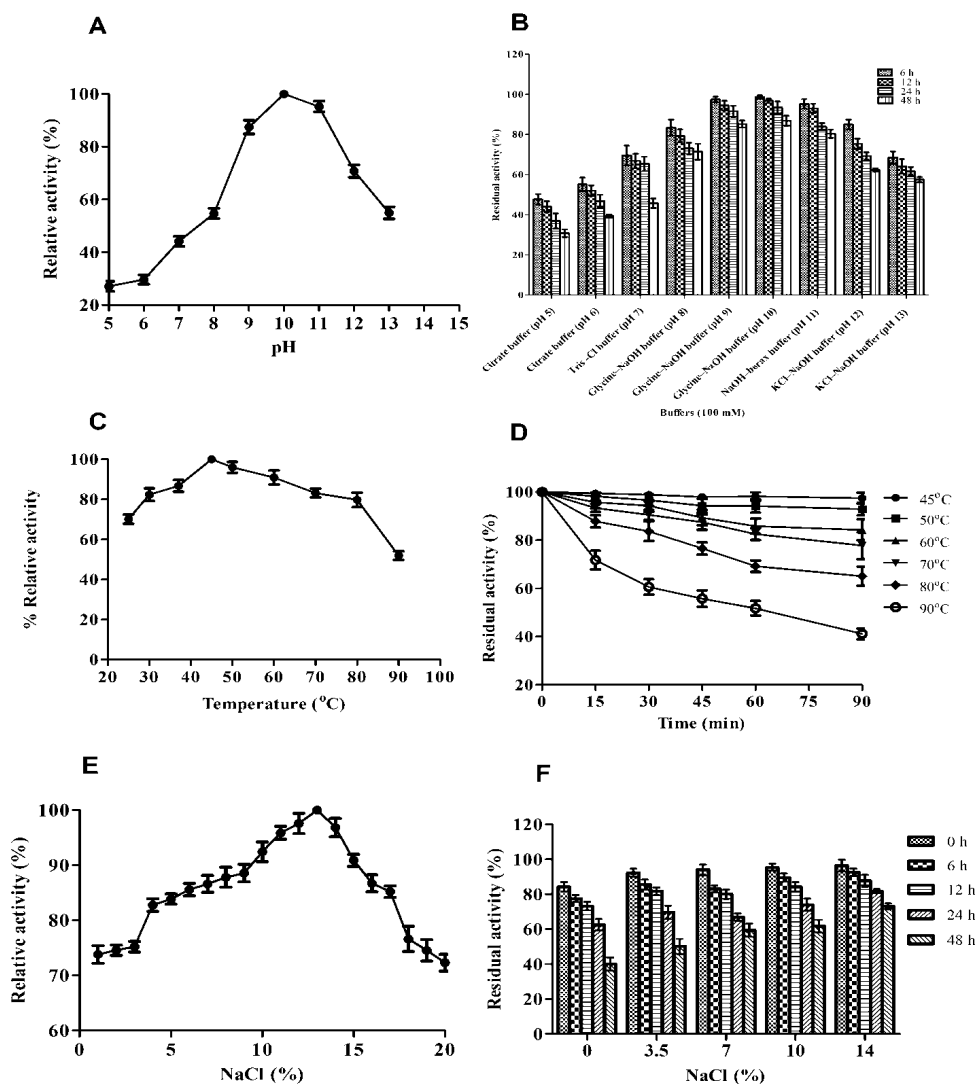 A
Relative activity (%)
100
80
60
40
20
5 6 7 8 9 10 11 12 13 14 15
pH
B
Residual activity (%)
120
100
80
60
40
20
0
6 h
12 h
24 h
48 h
Citrate buffer (pH 5)
Citrate buffer (pH 6)
Tris -Cl buffer (pH 7)
Glycine–NaOH buffer (pH 8)
Glycine–NaOH buffer (pH 9)
Glycine–NaOH buffer (pH 10)
NaOH–borax buffer (pH 11)
KCl–NaOH buffer (pH 12)
KCl–NaOH buffer (pH 13)
Buffers (100 mM)
C
% Relative activity
100
80
60
40
20
0
20 30 40 50 60 70 80 90 100
Temperature (°C)
D
Residual activity (%)
100
80
60
40
20
0 15 30 45 60 75 90
Time (min)
45°C
50°C
60°C
70°C
80°C
90°C
E
Relative activity (%)
100
90
80
70
60
0 5 10 15 20
NaCl (%)
F
Residual activity (%)
120
100
80
60
40
20
0
0 3.5 7 10 14
NaCl (%)
0 h
6 h
12 h
24 h
48 h